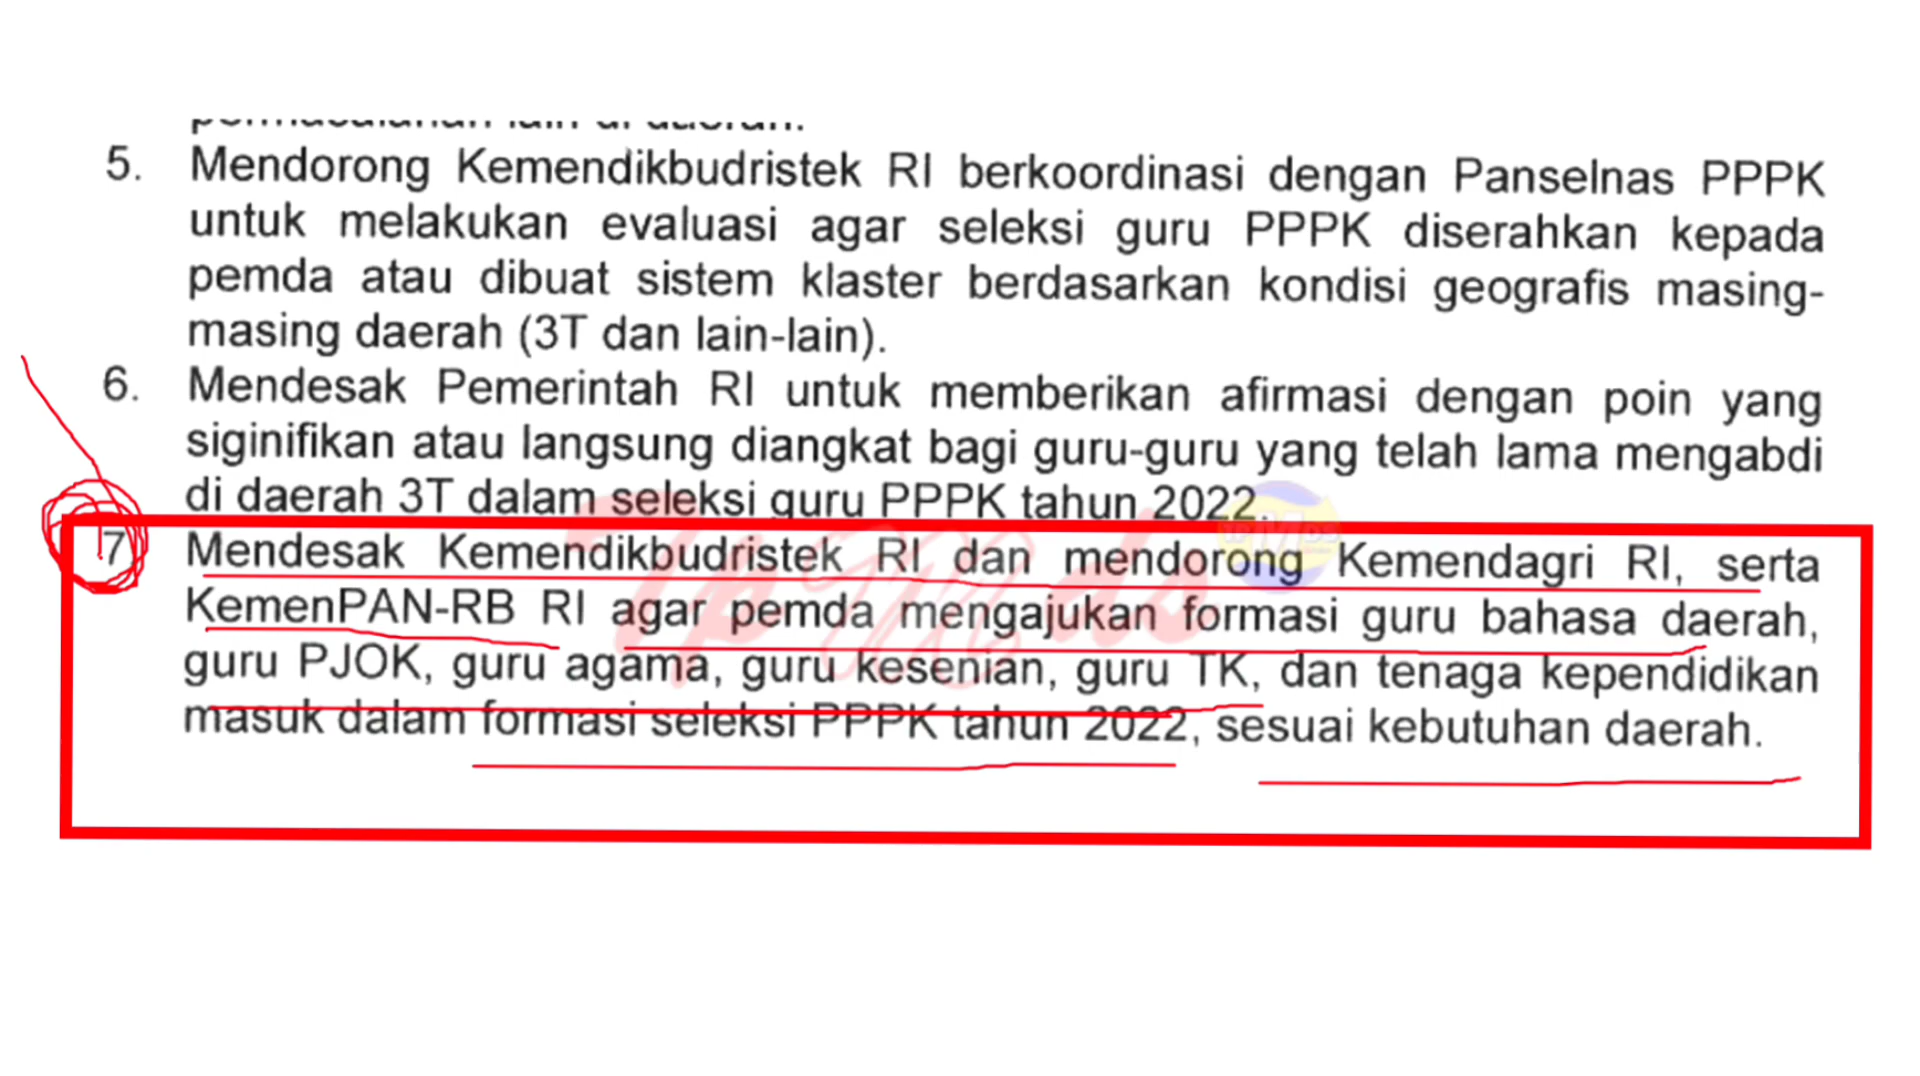 5. Mendorong Kemendikbudristek RI berkoordinasi dengan Panselnas PPPK
untuk melakukan evaluasi agar seleksi guru PPPK diserahkan kepada
pemda atau dibuat sistem klaster berdasarkan kondisi geografis masing-
masing daerah (3T dan lain-lain).
6. Mendesak Pemerintah RI untuk memberikan afirmasi dengan poin yang
siginifikan atau langsung diangkat bagi guru-guru yang telah lama mengabdi
di daerah 3T dalam seleksi guru PPPK tahun 2022.
7 Mendesak Kemendikbudristek RI dan mendorong Kemendagri RI, serta
KemenPAN-RB RI agar pemda mengajukan formasi guru bahasa daerah,
guru PJOK, guru agama, guru kesenian, guru TK, dan tenaga kependidikan
masuk dalam formasi seleksi PPPK tahun 2022, sesuai kebutuhan daerah.